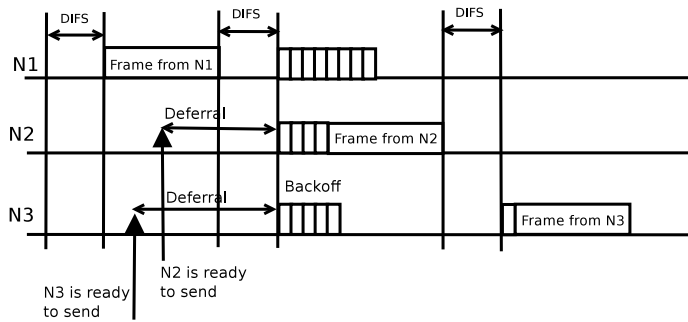 DIFS
DIFS
DIFS
N1
Frame from N1
Deferral
N2
Frame from N2
Deferral
Backoff
N3
Frame from N3
N2 is ready
to send
N3 is ready
to send